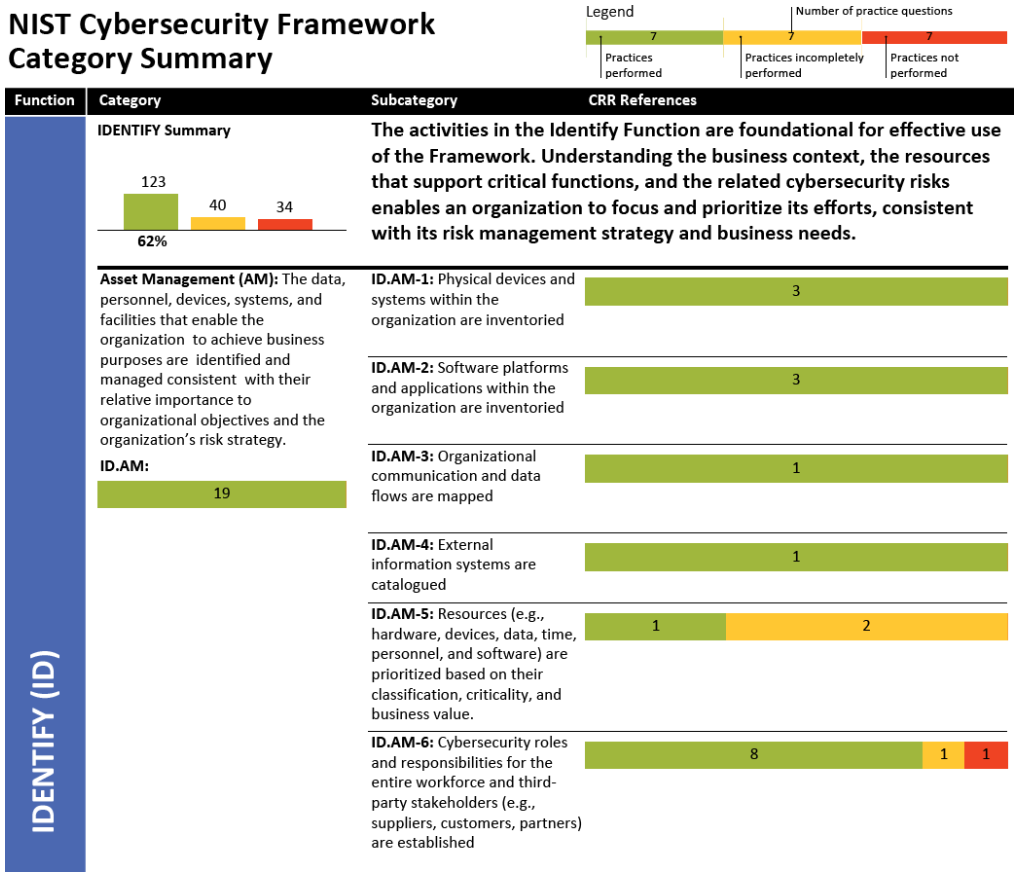 NIST Cybersecurity Framework
Category Summary
Legend
Number of practice questions
7 7 7
Practices
performed
Practices incompletely
performed
Practices not
performed
Function Category Subcategory CRR References
IDENTIFY (ID)
IDENTIFY Summary
123
40
34
62%
The activities in the Identify Function are foundational for effective use
of the Framework. Understanding the business context, the resources
that support critical functions, and the related cybersecurity risks
enables an organization to focus and prioritize its efforts, consistent
with its risk management strategy and business needs.
Asset Management (AM): The data,
personnel, devices, systems, and
facilities that enable the
organization to achieve business
purposes are identified and
managed consistent with their
relative importance to
organizational objectives and the
organization's risk strategy.
ID.AM:
19
ID.AM-1: Physical devices and
systems within the
organization are inventoried
3
ID.AM-2: Software platforms
and applications within the
organization are inventoried
3
ID.AM-3: Organizational
communication and data
flows are mapped
1
ID.AM-4: External
information systems are
catalogued
1
ID.AM-5: Resources (e.g.,
hardware, devices, data, time,
personnel, and software) are
prioritized based on their
classification, criticality, and
business value.
1 2
ID.AM-6: Cybersecurity roles
and responsibilities for the
entire workforce and third-
party stakeholders (e.g.,
suppliers, customers, partners)
are established
8 1 1